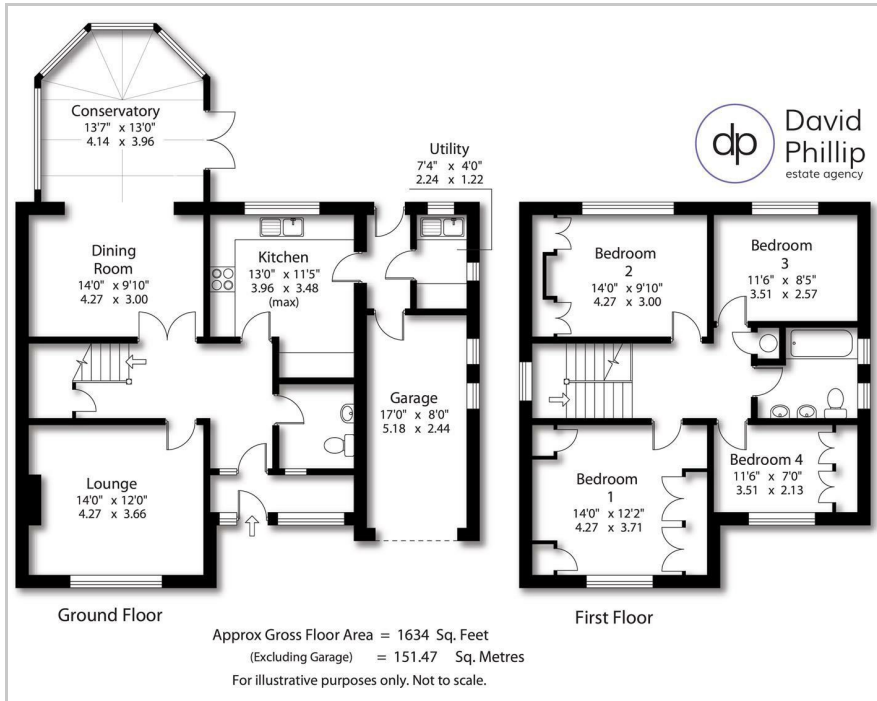 Conservatory
13'7" x 13'0"
4.14 x 3.96
Utility
7'4" x 4'0"
2.24 x 1.22
dp
David
Phillip
estate agency
Dining
Room
14'0" x 9'10"
4.27 x 3.00
Kitchen
13'0" x 11'5"
3.96 x 3.48
(max)
Garage
17'0" x 8'0"
5.18 x 2.44
Lounge
14'0" x 12'0"
4.27 x 3.66
Ground Floor
Bedroom
2
14'0" x 9'10"
4.27 x 3.00
Bedroom
3
11'6" x 8'5"
3.51 x 2.57
Bedroom
1
14'0" x 12'2"
4.27 x 3.71
Bedroom 4
11'6" x 7'0"
3.51 x 2.13
First Floor
Approx Gross Floor Area = 1634 Sq. Feet
(Excluding Garage) = 151.47 Sq. Metres
For illustrative purposes only. Not to scale.